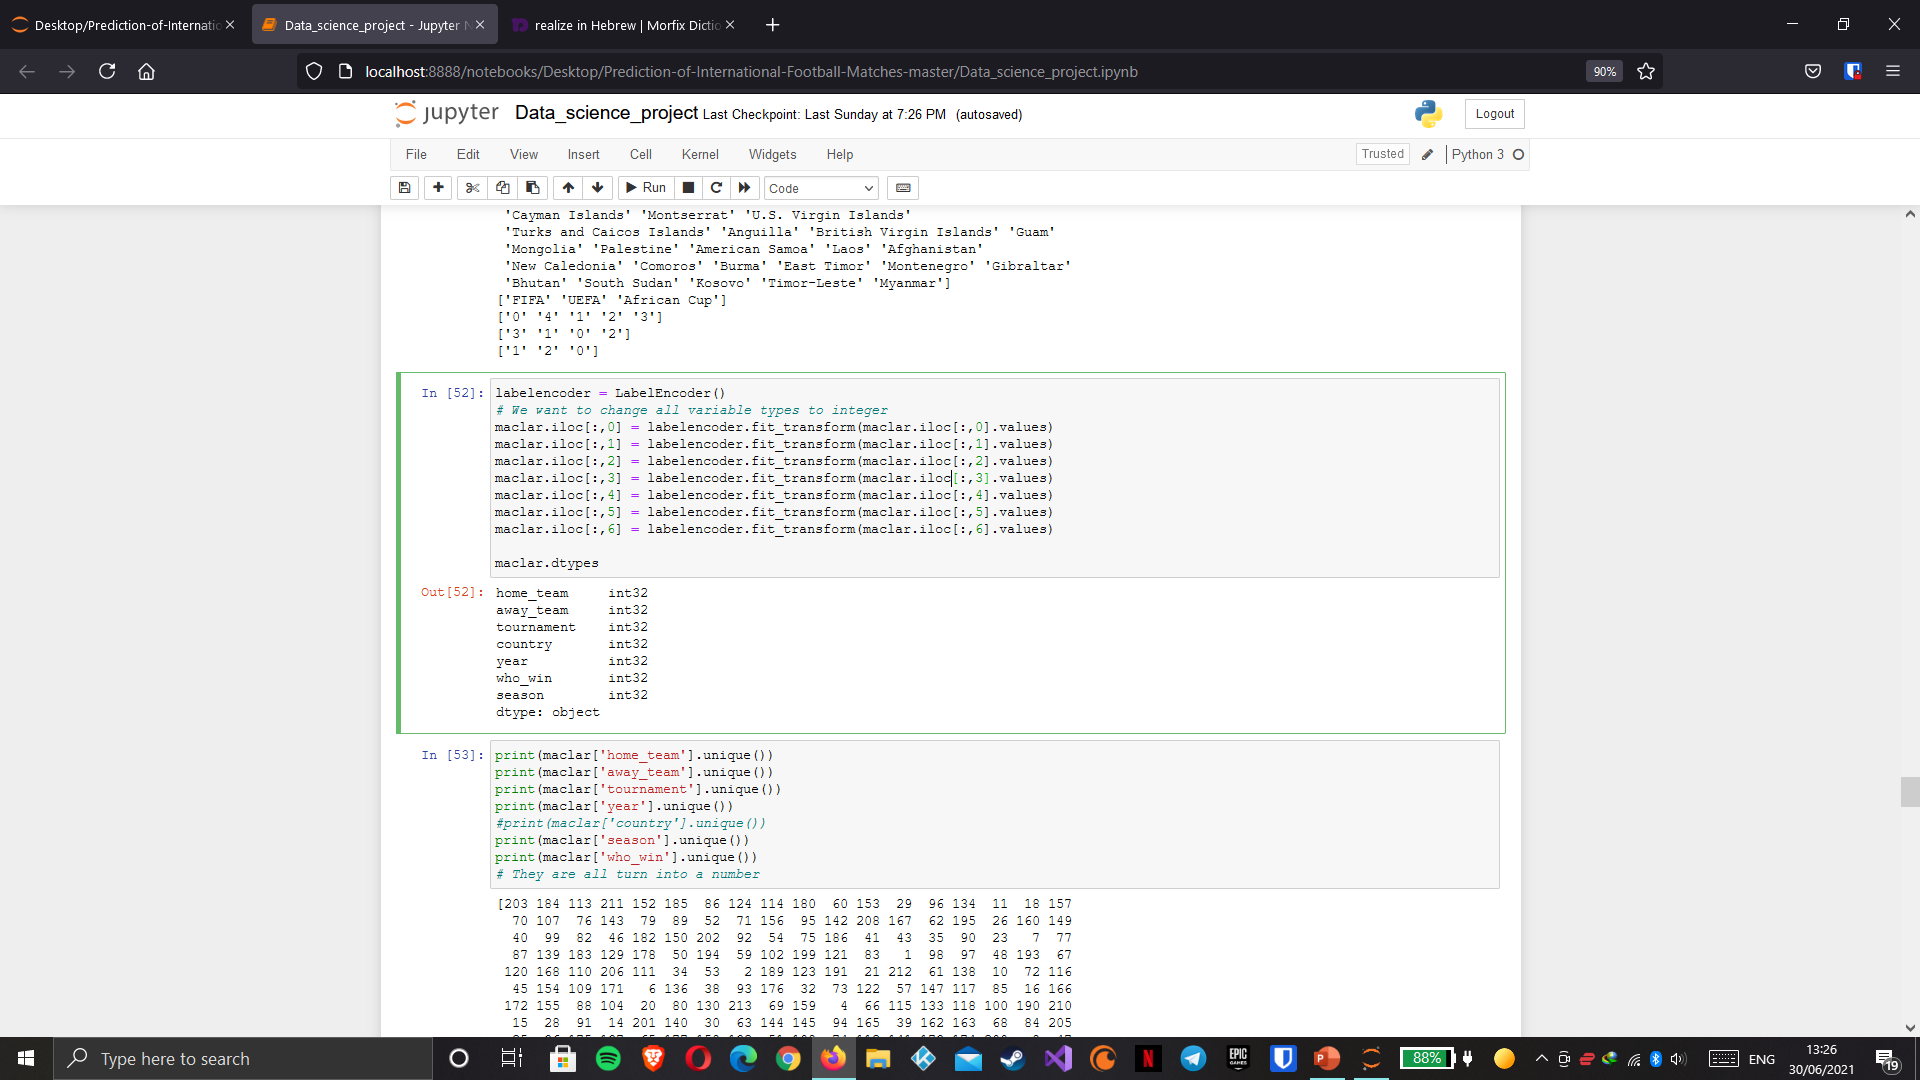 Desktop/Prediction-of-Internatio
Data_science_project - Jupyter N
realize in Hebrew | Morfix Dictio
localhost:8888/notebooks/Desktop/Prediction-of-International-Football-Matches-master/Data_science_project.ipynb
90%
jupyter Data_science_project Last Checkpoint: Last Sunday at 7:26 PM (autosaved)
Logout
File Edit View Insert Cell Kernel Widgets Help
Trusted
Python 3
Run
Code
'Cayman Islands' 'Montserrat' 'U.S. Virgin Islands'
'Turks and Caicos Islands' 'Anguilla' 'British Virgin Islands' 'Guam'
'Mongolia' 'Palestine' 'American Samoa' 'Laos' 'Afghanistan'
'New Caledonia' 'Comoros' 'Burma' 'East Timor' 'Montenegro' 'Gibraltar'
'Bhutan' 'South Sudan' 'Kosovo' 'Timor-Leste' 'Myanmar']
['FIFA' 'UEFA' 'African Cup']
['0' '4' '1' '2' '3']
['3' '1' '0' '2']
['1' '2' '0']
In [52]: labelencoder = LabelEncoder()
# We want to change all variable types to integer
maclar.iloc[:,0] = labelencoder.fit_transform(maclar.iloc[:,0].values)
maclar.iloc[:,1] = labelencoder.fit_transform(maclar.iloc[:,1].values)
maclar.iloc[:,2] = labelencoder.fit_transform(maclar.iloc[:,2].values)
maclar.iloc[:,3] = labelencoder.fit_transform(maclar.iloc[:,3].values)
maclar.iloc[:,4] = labelencoder.fit_transform(maclar.iloc[:,4].values)
maclar.iloc[:,5] = labelencoder.fit_transform(maclar.iloc[:,5].values)
maclar.iloc[:,6] = labelencoder.fit_transform(maclar.iloc[:,6].values)
maclar.dtypes
Out[52]: home_team int32
away_team int32
tournament int32
country int32
year int32
who_win int32
season int32
dtype: object
In [53]: print(maclar['home_team'].unique())
print(maclar['away_team'].unique())
print(maclar['tournament'].unique())
print(maclar['year'].unique())
#print(maclar['country'].unique())
print(maclar['season'].unique())
print(maclar['who_win'].unique())
# They are all turn into a number
[203 184 113 211 152 185 86 124 114 180 60 153 29 96 134 11 18 157
70 107 76 143 79 89 52 71 156 95 142 208 167 62 195 26 160 149
40 99 82 46 182 150 202 92 54 75 186 41 43 35 90 23 7 77
87 139 183 129 178 50 194 59 102 199 121 83 1 98 97 48 193 67
120 168 110 206 111 34 53 2 189 123 191 21 212 61 138 10 72 116
45 154 109 171 6 136 38 93 176 32 73 122 57 147 117 85 16 166
172 155 88 104 20 80 130 213 69 159 4 66 115 133 118 100 190 210
15 28 91 14 201 140 30 63 144 145 94 165 39 162 163 68 84 205
Type here to search
EPIC GAMES
88%
ENG
13:26
30/06/2021
19